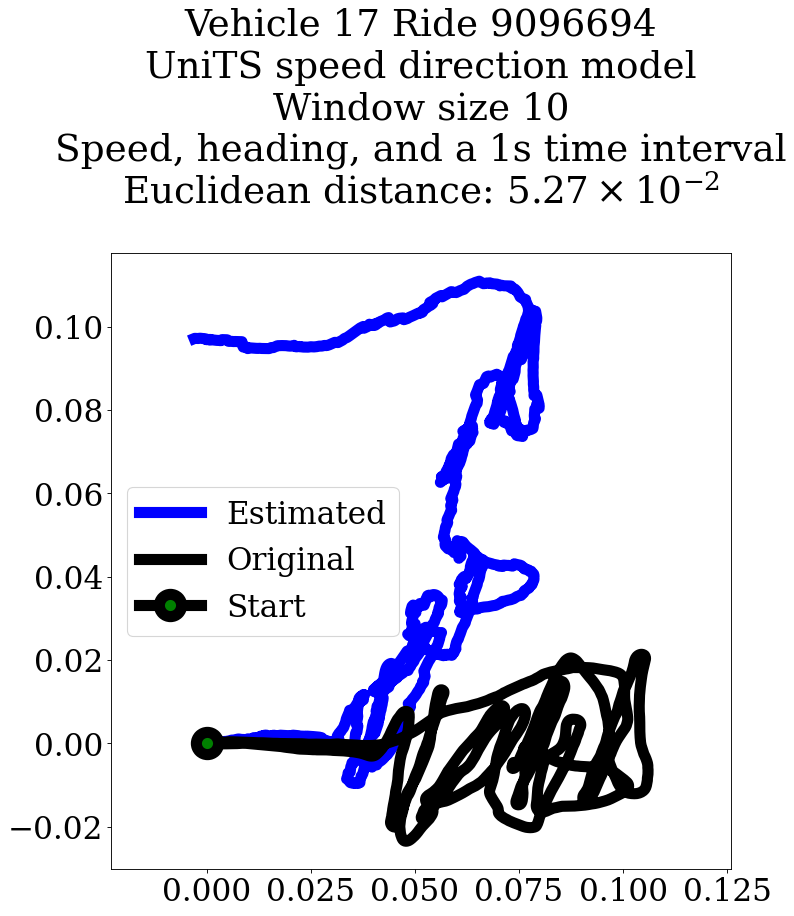 Vehicle 17 Ride 9096694
UniTS speed direction model
Window size 10
Speed, heading, and a 1s time interval
Euclidean distance: 5.27 × 10⁻²
0.10
0.08
0.06
Estimated
Original
Start
0.04
0.02
0.00
−0.02
0.000 0.025 0.050 0.075 0.100 0.125